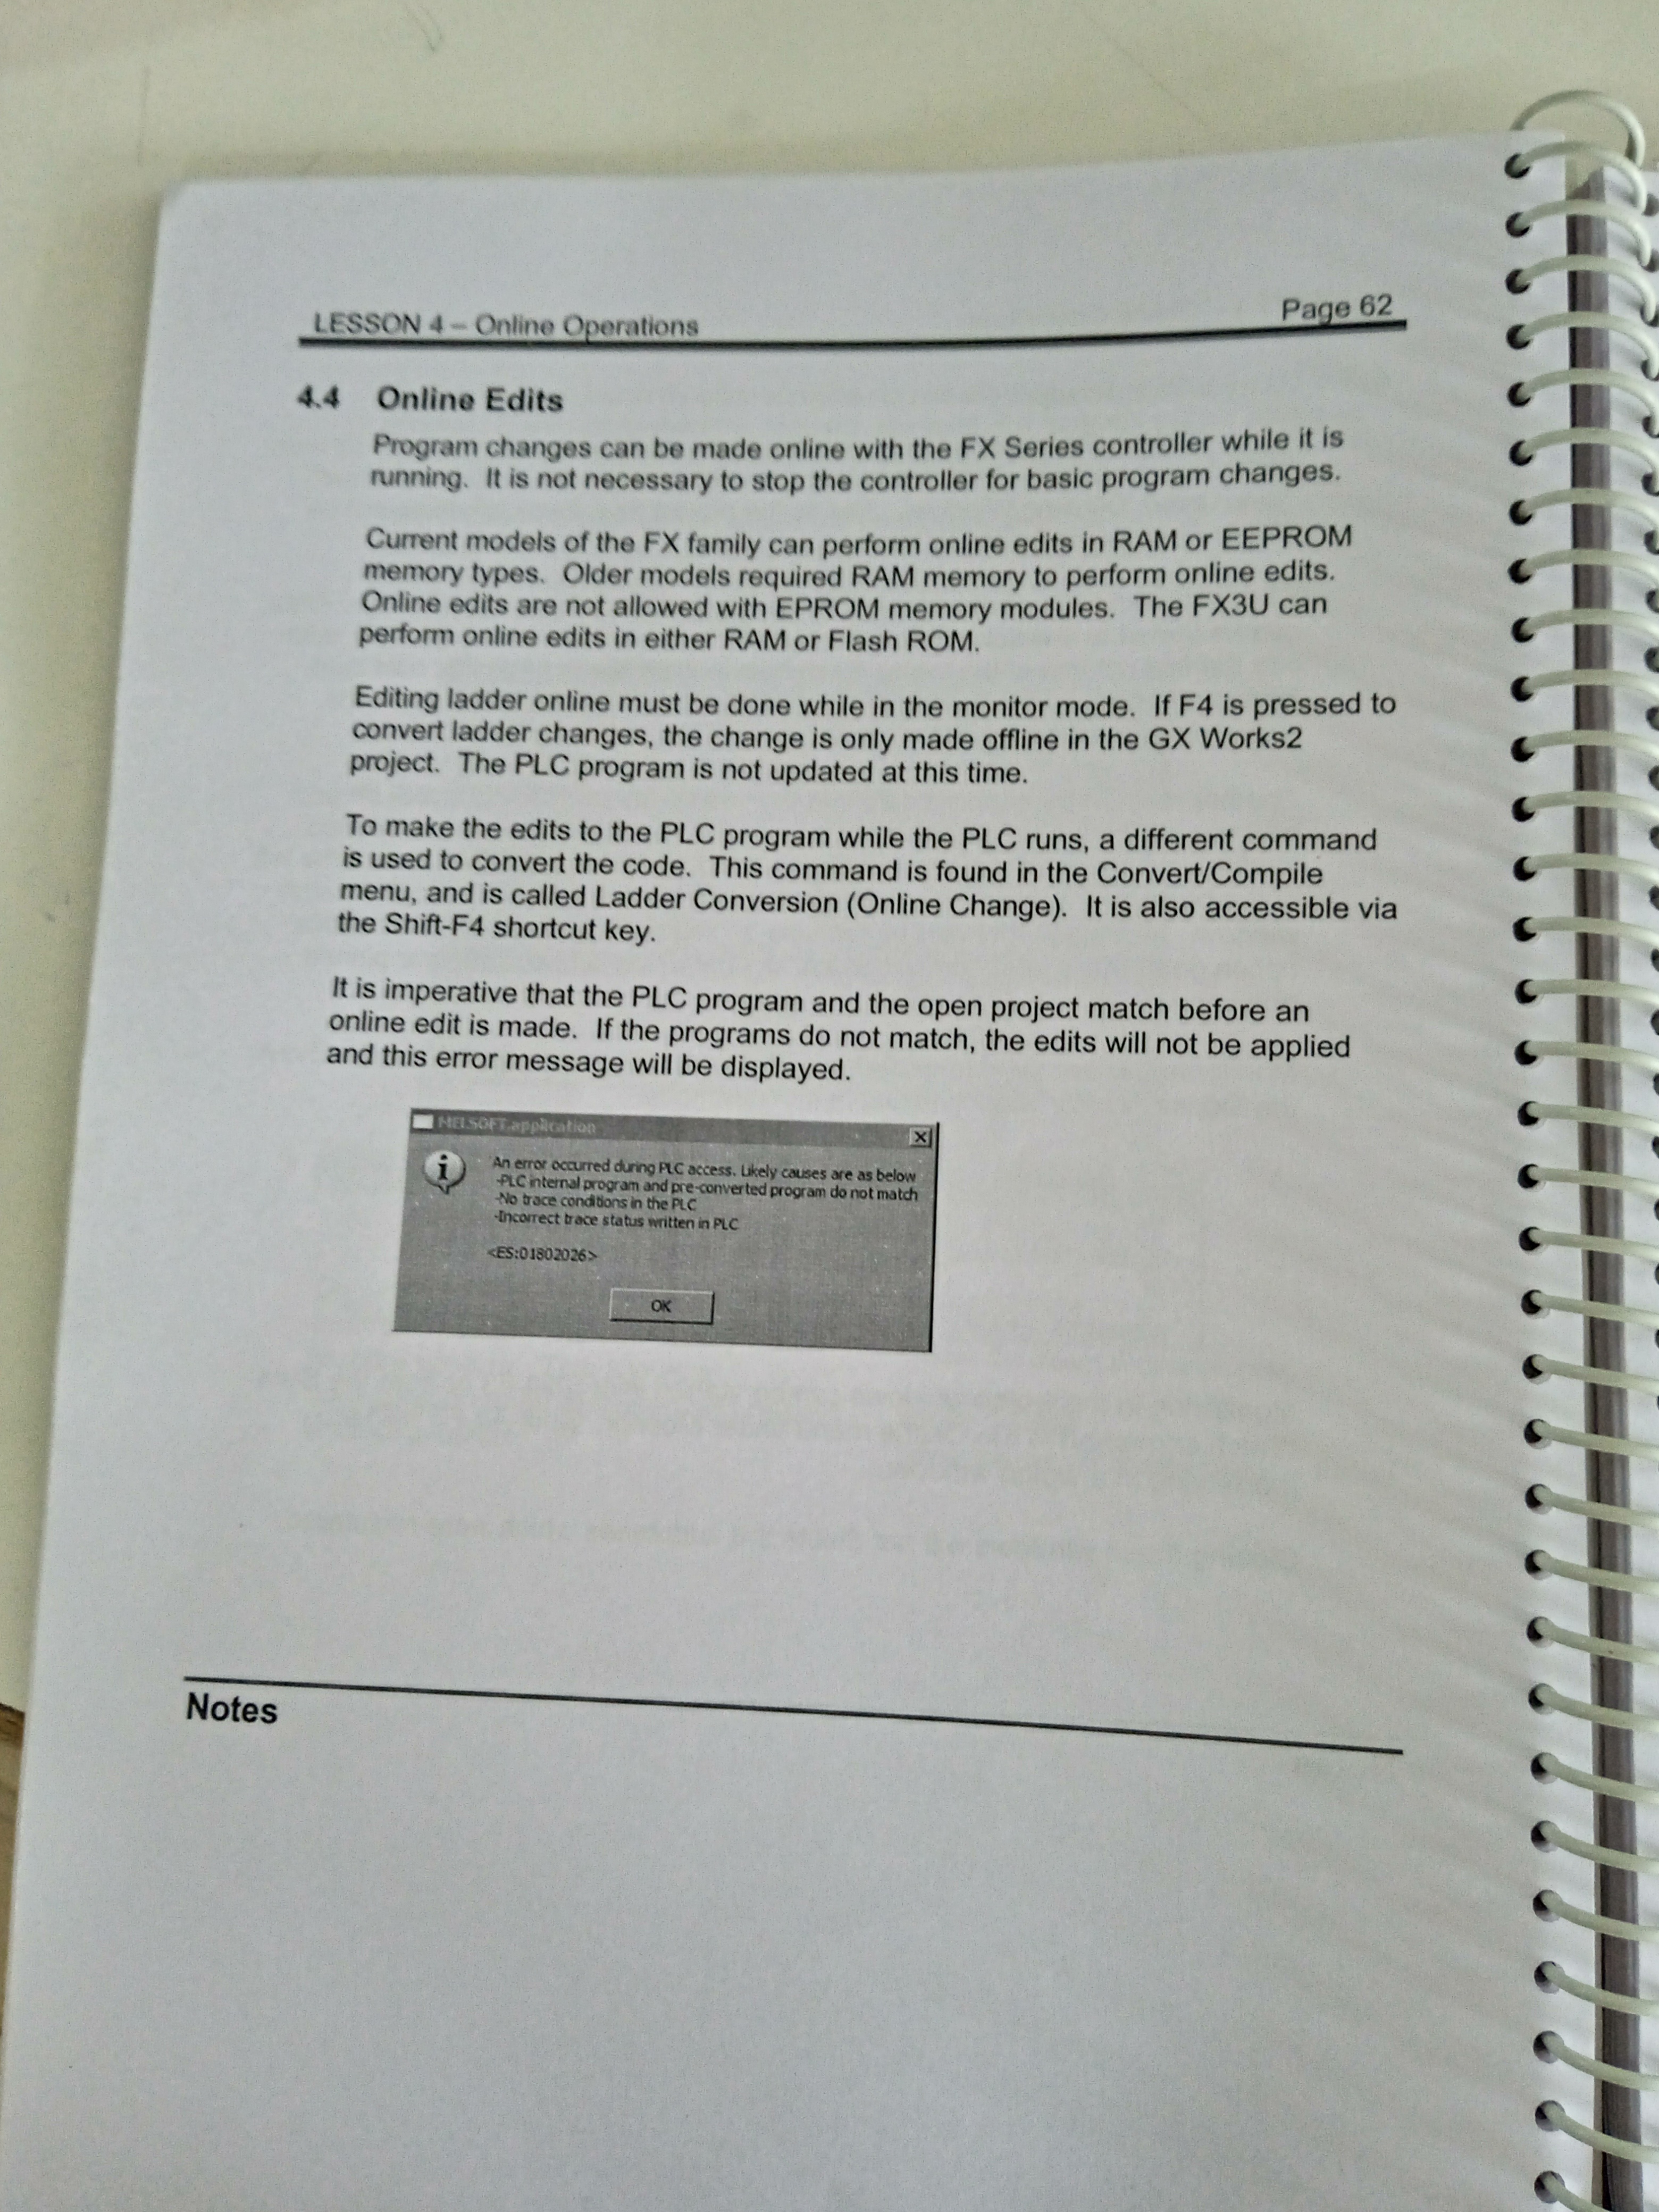 LESSON 4 – Online Operations
Page 62
4.4 Online Edits
Program changes can be made online with the FX Series controller while it is
running. It is not necessary to stop the controller for basic program changes.
Current models of the FX family can perform online edits in RAM or EEPROM
memory types. Older models required RAM memory to perform online edits.
Online edits are not allowed with EPROM memory modules. The FX3U can
perform online edits in either RAM or Flash ROM.
Editing ladder online must be done while in the monitor mode. If F4 is pressed to
convert ladder changes, the change is only made offline in the GX Works2
project. The PLC program is not updated at this time.
To make the edits to the PLC program while the PLC runs, a different command
is used to convert the code. This command is found in the Convert/Compile
menu, and is called Ladder Conversion (Online Change). It is also accessible via
the Shift-F4 shortcut key.
It is imperative that the PLC program and the open project match before an
online edit is made. If the programs do not match, the edits will not be applied
and this error message will be displayed.
MELSOFT application
An error occurred during PLC access. Likely causes are as below
-PLC internal program and pre-converted program do not match
-No trace conditions in the PLC
-Incorrect trace status written in PLC
<ES:01802026>
OK
Notes